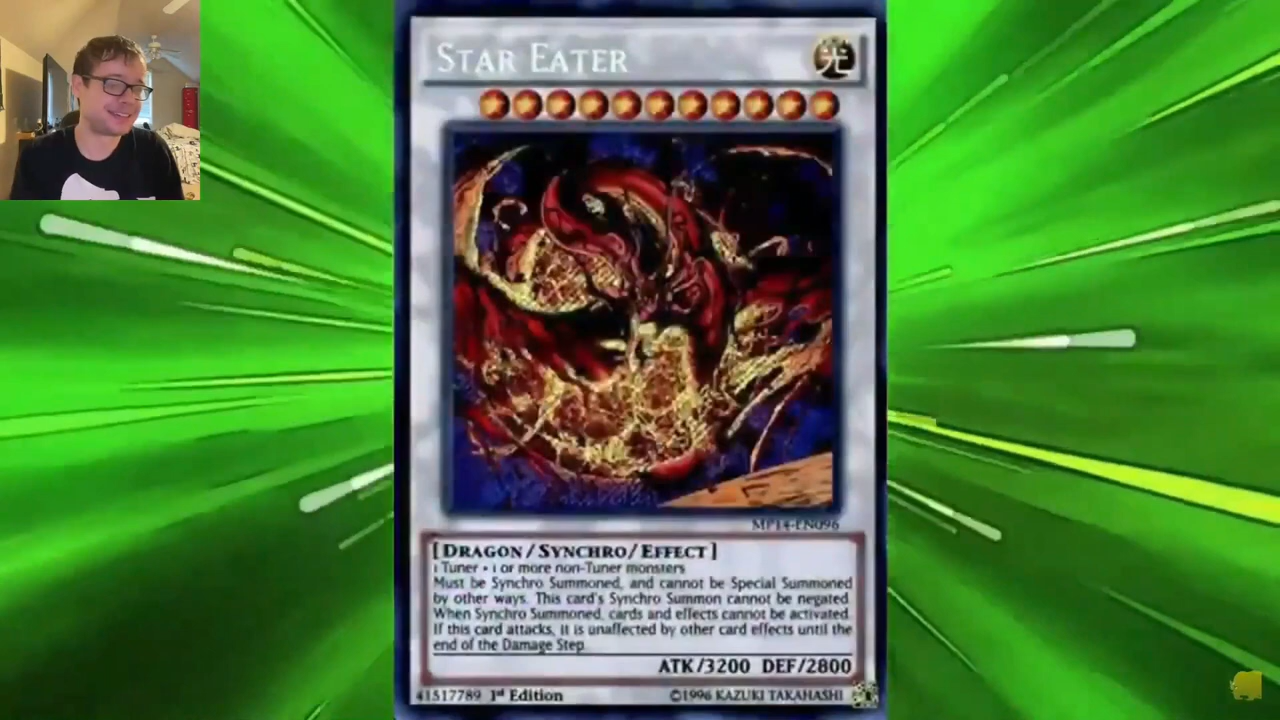 STAR EATER
光
MP14-EN096
[DRAGON/SYNCHRO/EFFECT]
1 Tuner + 1 or more non-Tuner monsters
Must be Synchro Summoned, and cannot be Special Summoned
by other ways. This card's Synchro Summon cannot be negated.
When Synchro Summoned, cards and effects cannot be activated.
If this card attacks, it is unaffected by other card effects until the
end of the Damage Step.
ATK/3200 DEF/2800
41517789 1st Edition ©1996 KAZUKI TAKAHASHI